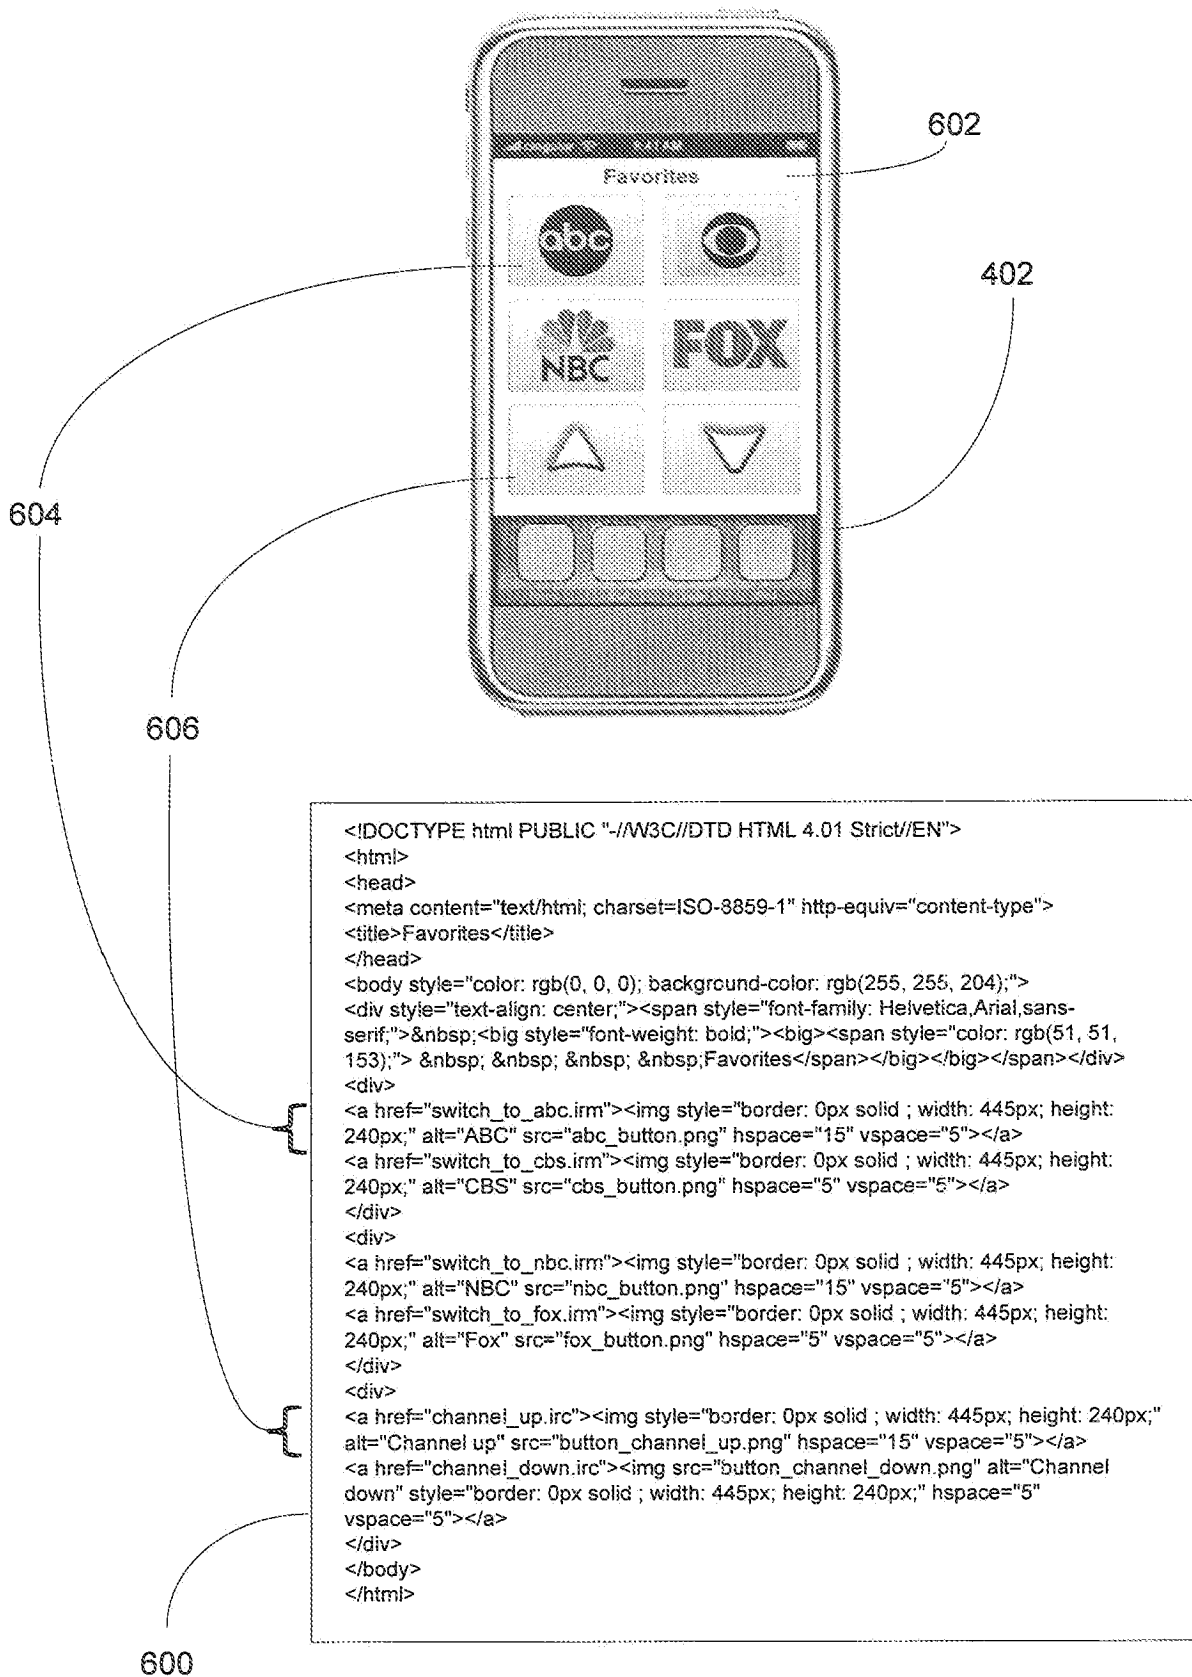 602
Favorites
abc
402
NBC
FOX
604
606
<!DOCTYPE html PUBLIC "-//W3C//DTD HTML 4.01 Strict//EN">
<html>
<head>
<meta content="text/html; charset=ISO-8859-1" http-equiv="content-type">
<title>Favorites</title>
</head>
<body style="color: rgb(0, 0, 0); background-color: rgb(255, 255, 204);">
<div style="text-align: center;"><span style="font-family: Helvetica,Arial,sans-
serif;">&nbsp;<big style="font-weight: bold;"><big><span style="color: rgb(51, 51,
153);"> &nbsp; &nbsp; &nbsp; &nbsp;Favorites</span></big></big></span></div>
<div>
<a href="switch_to_abc.irm"><img style="border: 0px solid ; width: 445px; height:
240px;" alt="ABC" src="abc_button.png" hspace="15" vspace="5"></a>
<a href="switch_to_cbs.irm"><img style="border: 0px solid ; width: 445px; height:
240px;" alt="CBS" src="cbs_button.png" hspace="5" vspace="5"></a>
</div>
<div>
<a href="switch_to_nbc.irm"><img style="border: 0px solid ; width: 445px; height:
240px;" alt="NBC" src="nbc_button.png" hspace="15" vspace="5"></a>
<a href="switch_to_fox.irm"><img style="border: 0px solid ; width: 445px; height:
240px;" alt="Fox" src="fox_button.png" hspace="5" vspace="5"></a>
</div>
<div>
<a href="channel_up.irc"><img style="border: 0px solid ; width: 445px; height: 240px;"
alt="Channel up" src="button_channel_up.png" hspace="15" vspace="5"></a>
<a href="channel_down.irc"><img src="button_channel_down.png" alt="Channel
down" style="border: 0px solid ; width: 445px; height: 240px;" hspace="5"
vspace="5"></a>
</div>
</body>
</html>
600